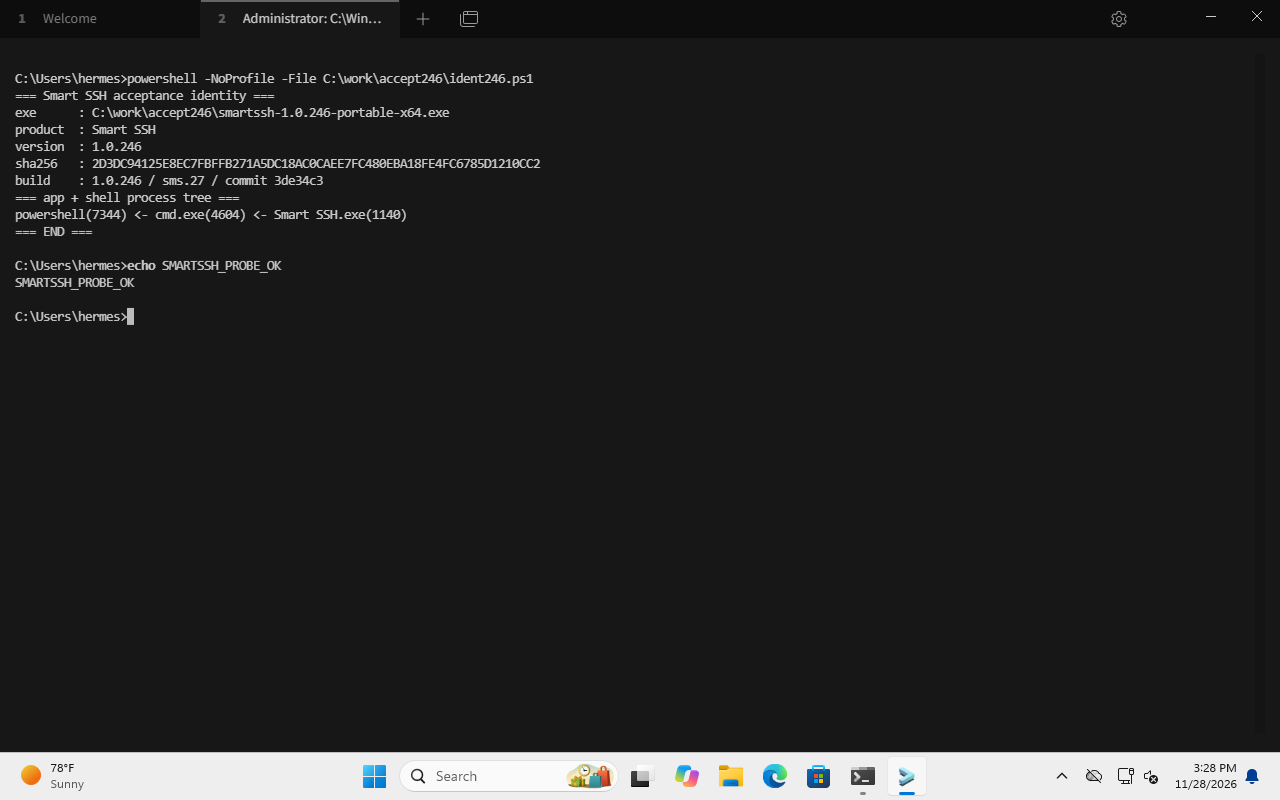 1 Welcome
2 Administrator: C:\Win...
C:\Users\hermes>powershell -NoProfile -File C:\work\accept246\ident246.ps1
=== Smart SSH acceptance identity ===
exe : C:\work\accept246\smartssh-1.0.246-portable-x64.exe
product : Smart SSH
version : 1.0.246
sha256 : 2D3DC94125E8EC7FBFFB271A5DC18AC0CAEE7FC480EBA18FE4FC6785D1210CC2
build : 1.0.246 / sms.27 / commit 3de34c3
=== app + shell process tree ===
powershell(7344) <- cmd.exe(4604) <- Smart SSH.exe(1140)
=== END ===
C:\Users\hermes>echo SMARTSSH_PROBE_OK
SMARTSSH_PROBE_OK
C:\Users\hermes>
78°F
Sunny
Search
3:28 PM
11/28/2026